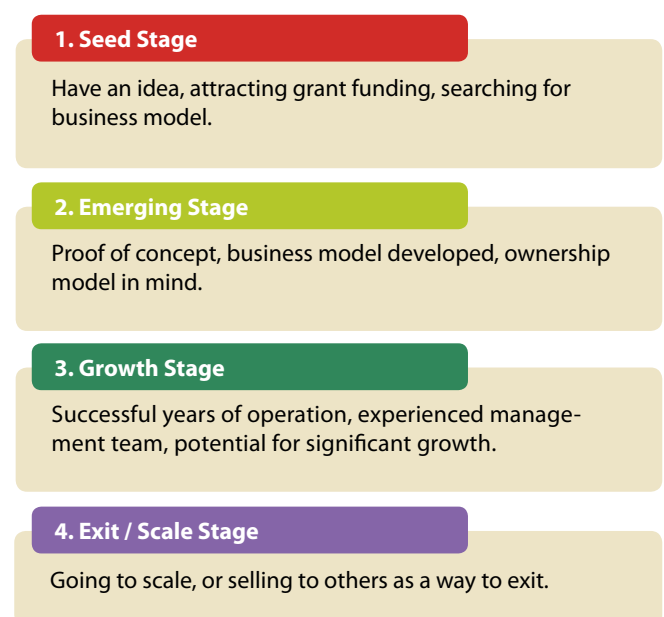 1. Seed Stage
Have an idea, attracting grant funding, searching for
business model.
2. Emerging Stage
Proof of concept, business model developed, ownership
model in mind.
3. Growth Stage
Successful years of operation, experienced manage-
ment team, potential for significant growth.
4. Exit / Scale Stage
Going to scale, or selling to others as a way to exit.